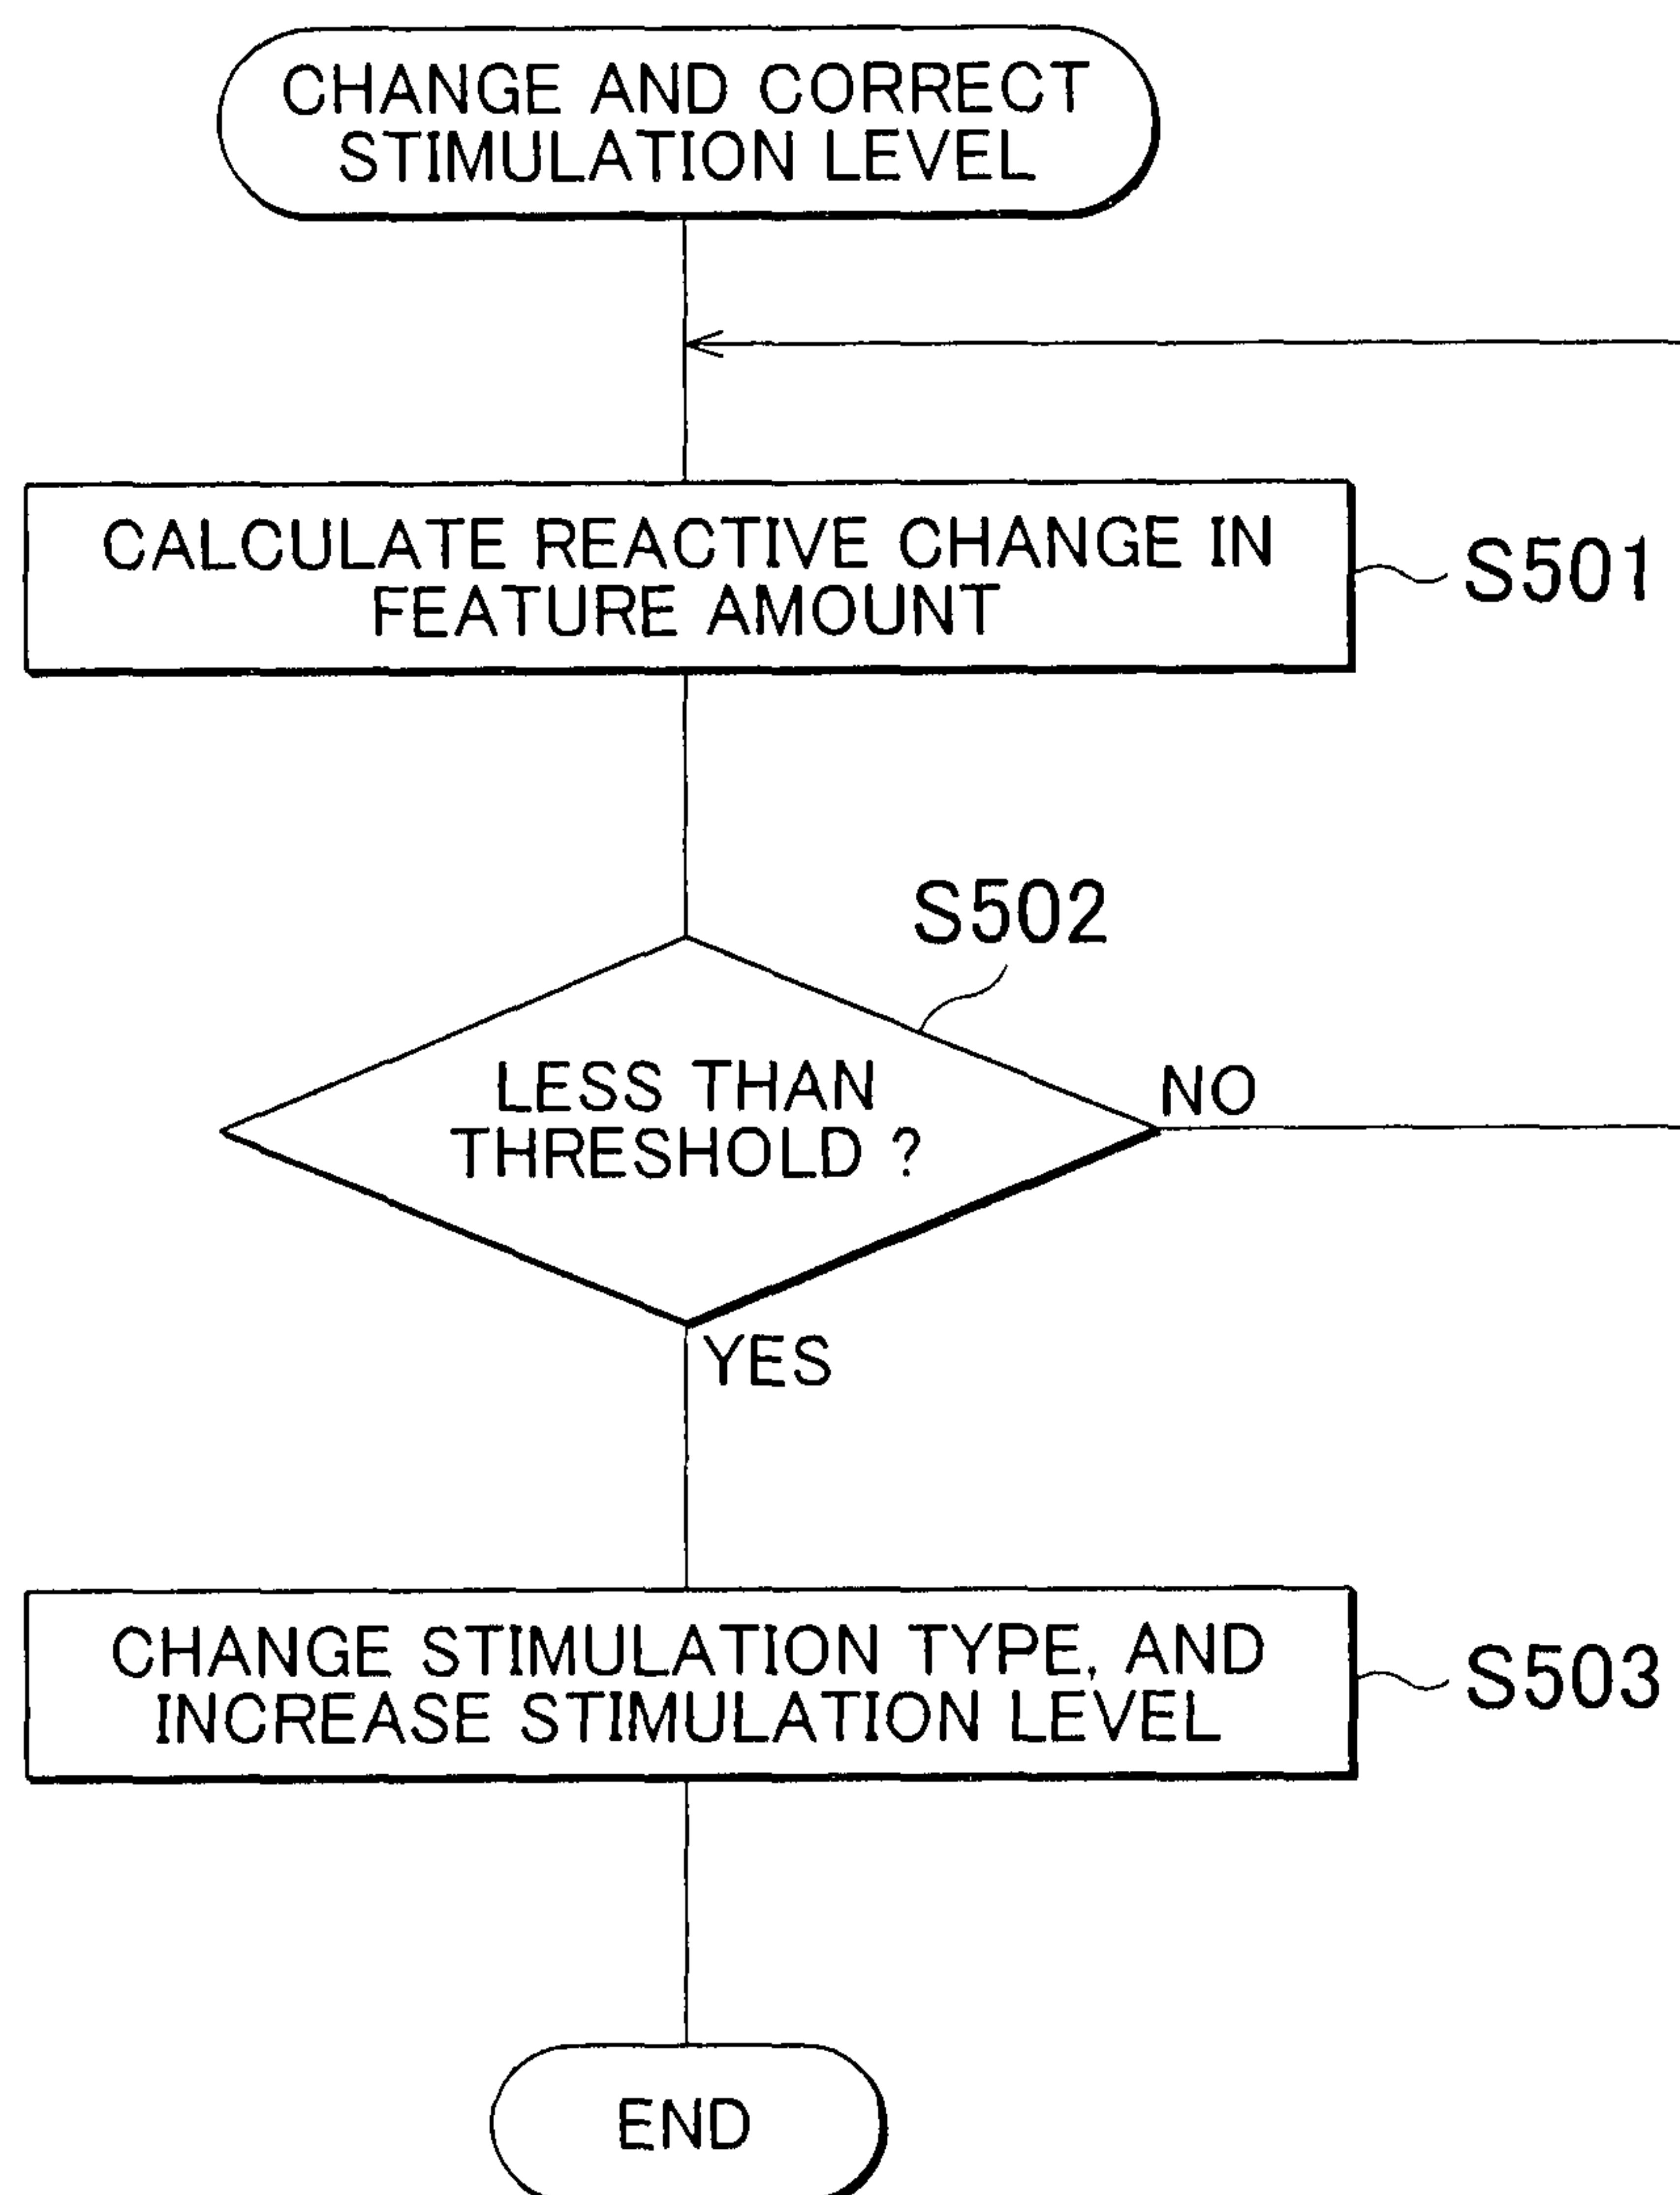 CHANGE AND CORRECT
STIMULATION LEVEL
CALCULATE REACTIVE CHANGE IN
FEATURE AMOUNT
S501
S502
LESS THAN
THRESHOLD ?
NO
YES
CHANGE STIMULATION TYPE, AND
INCREASE STIMULATION LEVEL
S503
END